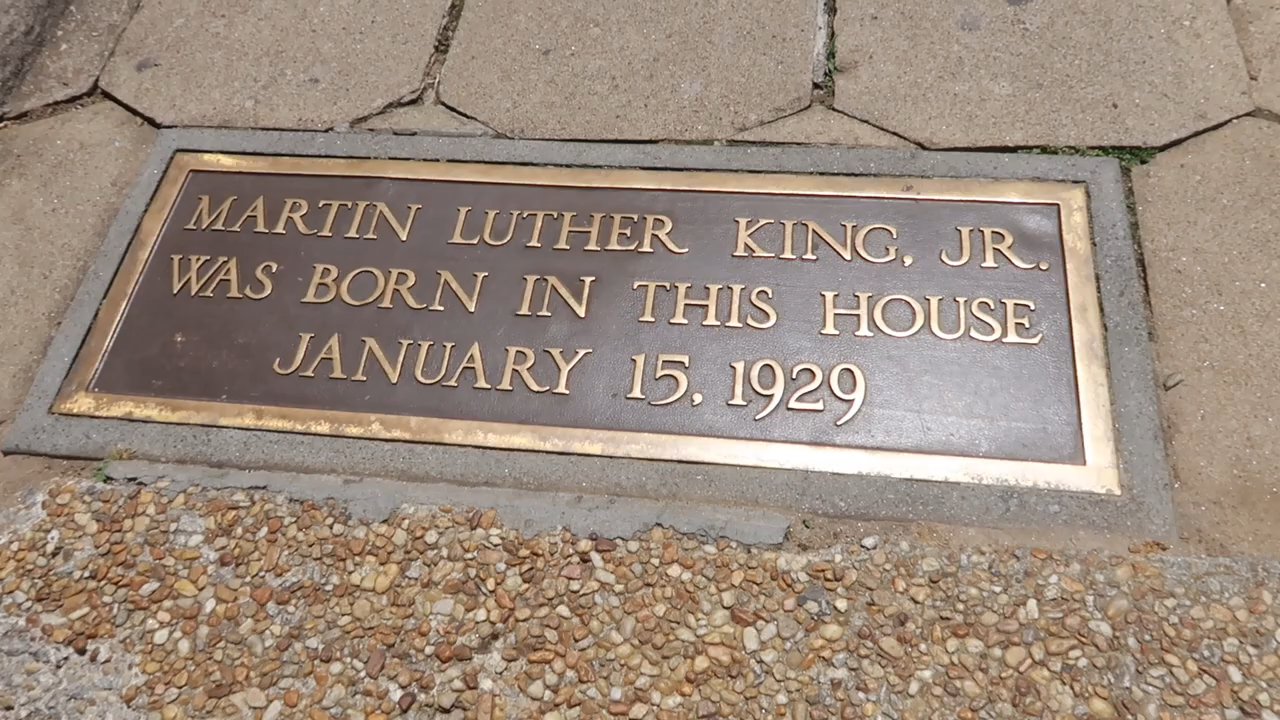 MARTIN LUTHER KING, JR.
WAS BORN IN THIS HOUSE
JANUARY 15, 1929